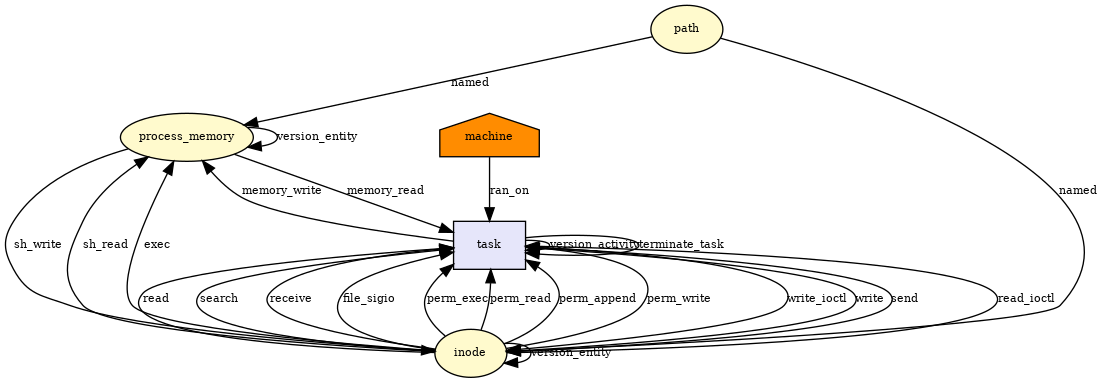 path
named
process_memory
version_entity
machine
memory_write
memory_read
ran_on
named
sh_write
sh_read
exec
task
version_activity
terminate_task
read
search
receive
file_sigio
perm_exec
perm_read
perm_append
perm_write
write_ioctl
write
send
read_ioctl
inode
version_entity